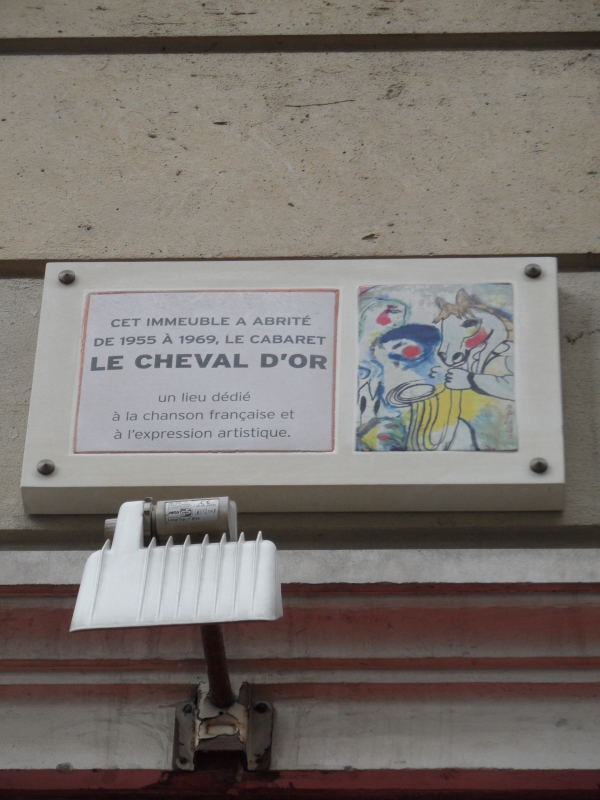 CET IMMEUBLE A ABRITÉ
DE 1955 À 1969, LE CABARET
LE CHEVAL D'OR
un lieu dédié
à la chanson française et
à l'expression artistique.